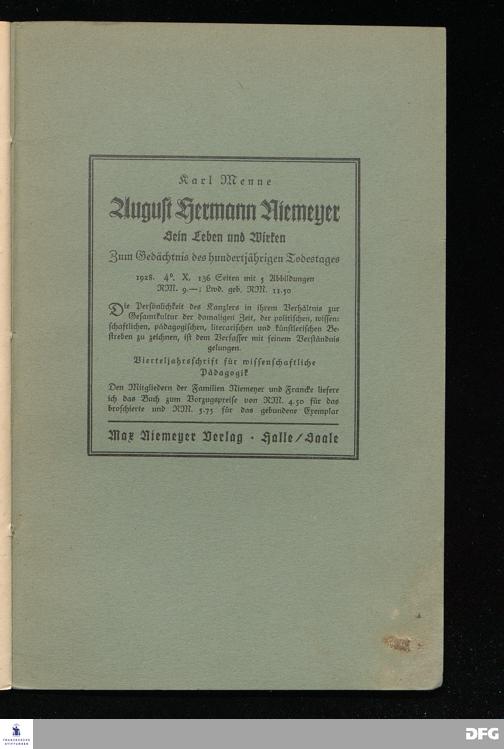 Karl Menne
August Hermann Niemeyer
Sein Leben und Wirken
Zum Gedächtnis des hundertjährigen Todestages
1928. 4⁰. X, 136 Seiten mit 5 Abbildungen
RM. 9.—; Lwd. geb. RM. 11.50
Die Persönlichkeit des Kanzlers in ihrem Verhältnis zur
Gesamtkultur der damaligen Zeit, der politischen, wissen-
schaftlichen, pädagogischen, literarischen und künstlerischen Be-
streben zu zeichnen, ist dem Verfasser mit feinem Verständnis
gelungen.
Vierteljahrsschrift für wissenschaftliche
Pädagogik
Den Mitgliedern der Familien Niemeyer und Francke liefere
ich das Buch zum Vorzugspreise von RM. 4.50 für das
broschierte und RM. 5.75 für das gebundene Exemplar
Max Niemeyer Verlag · Halle/Saale
FRANCKESCHE
STIFTUNGEN
DFG